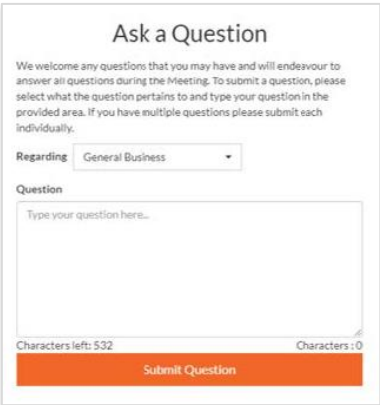 Ask a Question
We welcome any questions that you may have and will endeavour to
answer all questions during the Meeting. To submit a question, please
select what the question pertains to and type your question in the
provided area. If you have multiple questions please submit each
individually.
Regarding General Business
Question
Type your question here...
Characters left: 532 Characters : 0
Submit Question